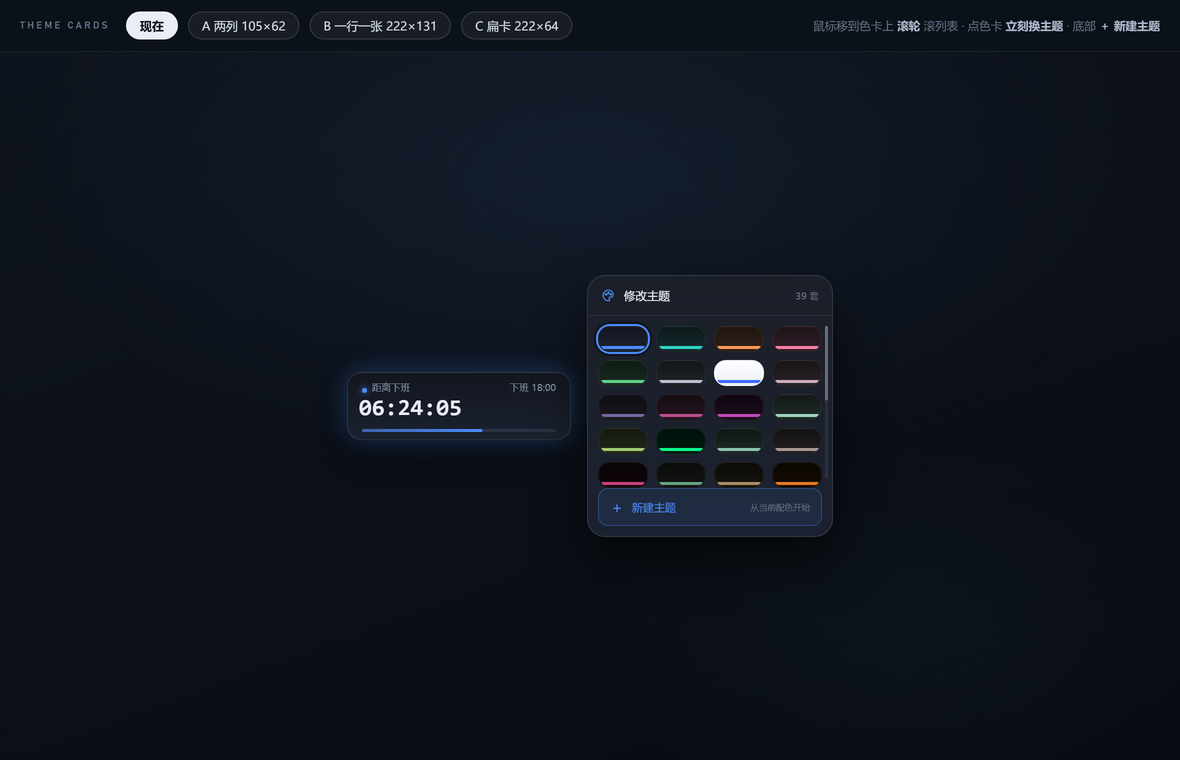 THEME CARDS 现在 A 两列 105×62 B 一行一张 222×131 C 扁卡 222×64 鼠标移到色卡上 滚轮 滚列表 · 点色卡 立刻换主题 · 底部 + 新建主题
修改主题 39 套
距离下班 下班 18:00
06:24:05
+ 新建主题 从当前配色开始